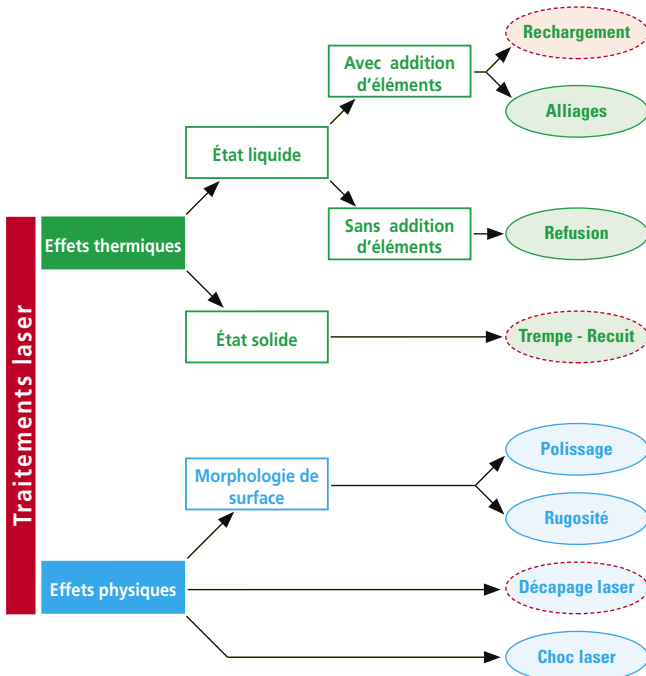 Traitements laser
Effets thermiques
État liquide
Avec addition
d'éléments
Rechargement
Alliages
Sans addition
d'éléments
Refusion
État solide
Trempe - Recuit
Effets physiques
Morphologie de
surface
Polissage
Rugosité
Décapage laser
Choc laser